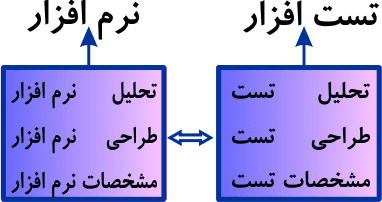 تست افزار
تحلیل تست
طراحی تست
مشخصات تست
نرم افزار
تحلیل نرم افزار
طراحی نرم افزار
مشخصات نرم افزار